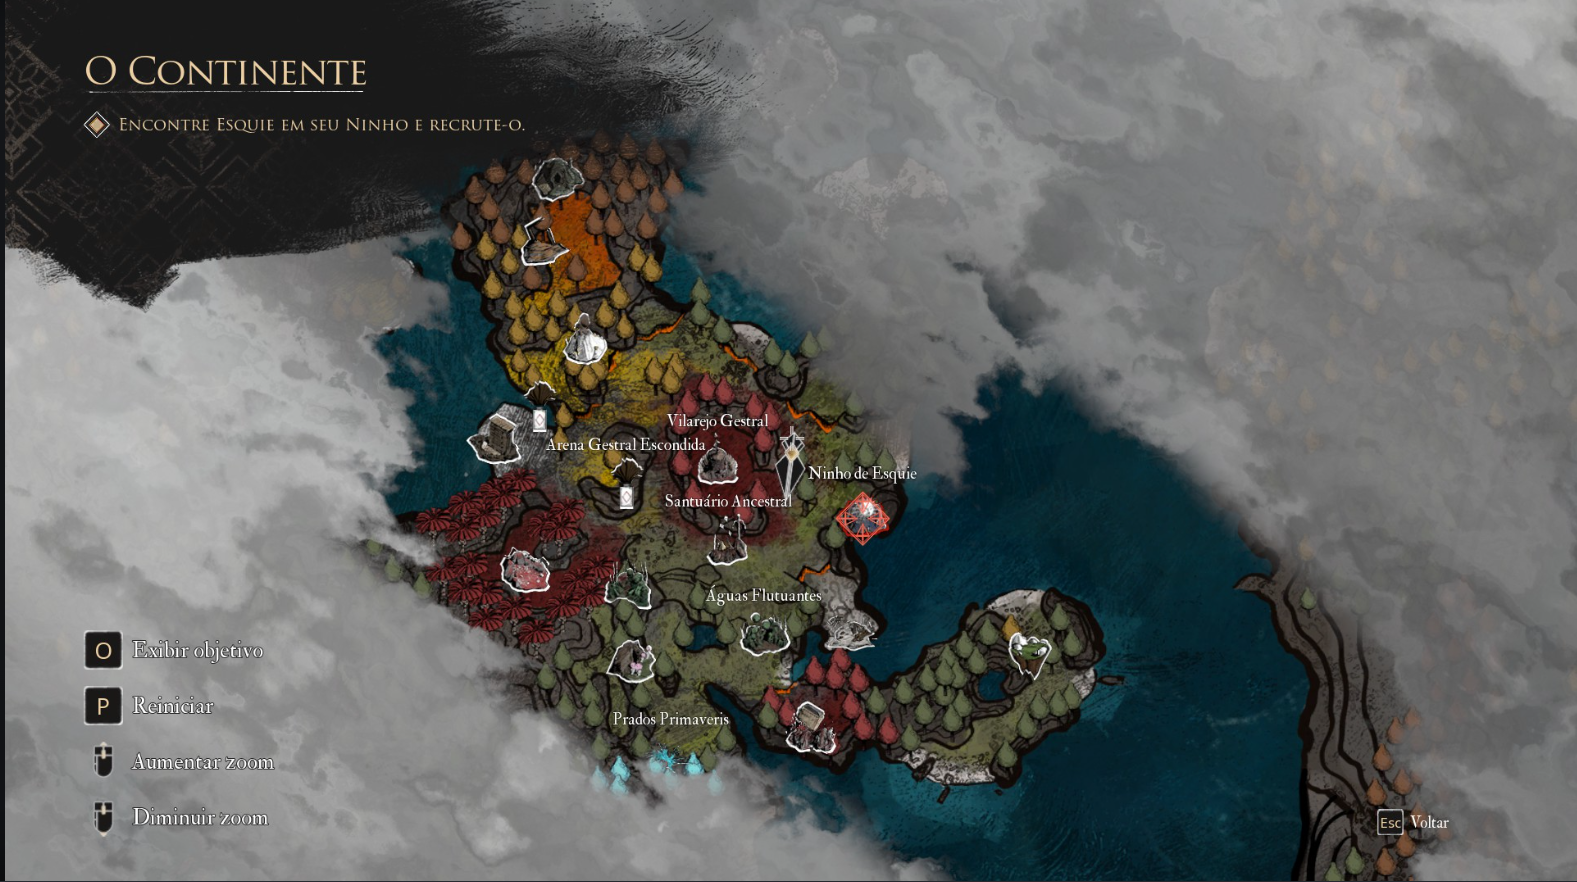 O Continente
Encontre Esquie em seu Ninho e recrute-o.
Vilarejo Gestral
Arena Gestral Escondida
Ninho de Esquie
Santuário Ancestral
Águas Flutuantes
Prados Primaveris
O Exibir objetivo
P Reiniciar
Aumentar zoom
Diminuir zoom
Esc Voltar